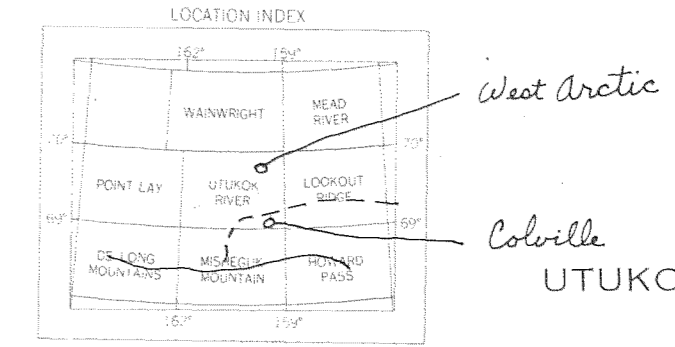 LOCATION INDEX
162° 159°
WAINWRIGHT MEAD
RIVER
West Arctic
70° 70°
POINT LAY UTUKOK
RIVER LOOKOUT
RIDGE
69° 69°
Colville
DE LONG
MOUNTAINS MISHEGUK
MOUNTAIN HOWARD
PASS
UTUKO
162° 159°